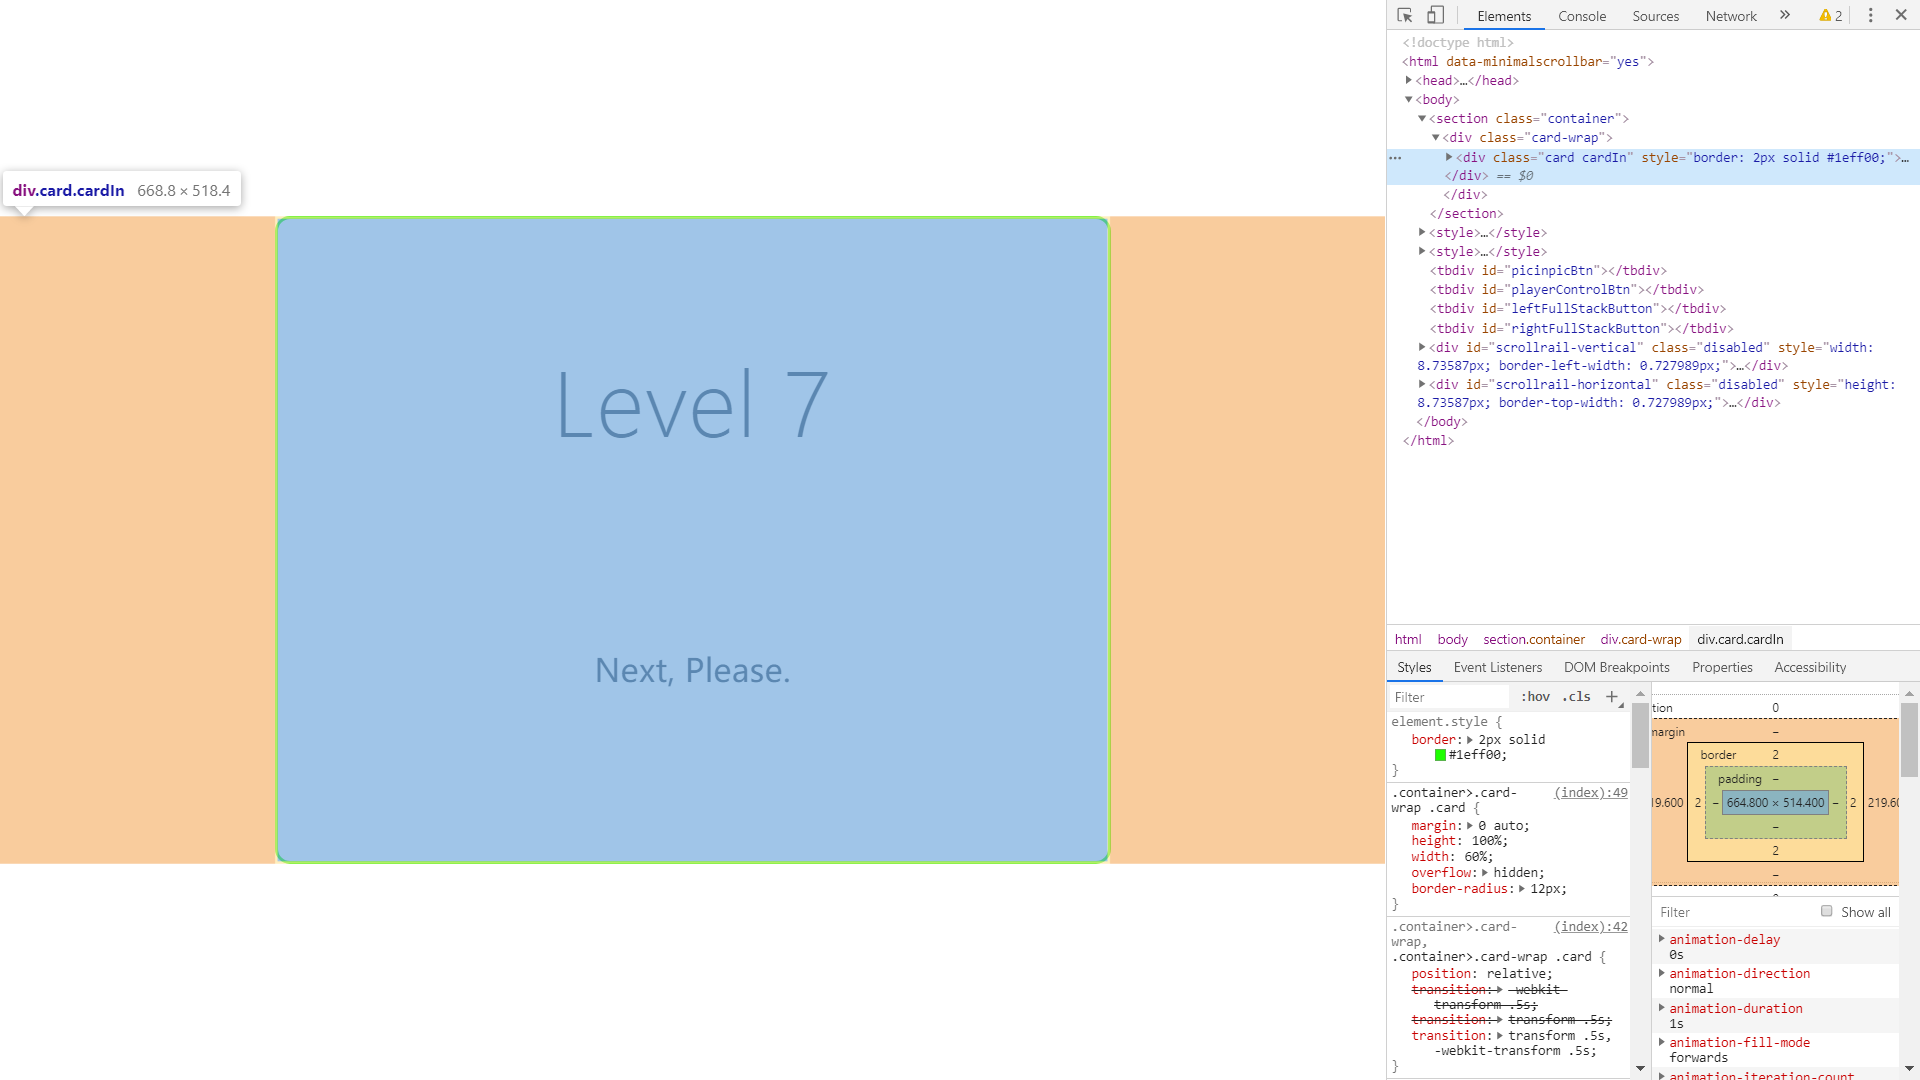 div.card.cardIn 668.8 × 518.4
Level 7
Next, Please.
Elements Console Sources Network » 2
<!doctype html>
<html data-minimalscrollbar="yes">
<head>…</head>
<body>
<section class="container">
<div class="card-wrap">
<div class="card cardIn" style="border: 2px solid #1eff00;">…
</div> == $0
</div>
</section>
<style>…</style>
<style>…</style>
<tbdiv id="picinpicBtn"></tbdiv>
<tbdiv id="playerControlBtn"></tbdiv>
<tbdiv id="leftFullStackButton"></tbdiv>
<tbdiv id="rightFullStackButton"></tbdiv>
<div id="scrollrail-vertical" class="disabled" style="width:
8.73587px; border-left-width: 0.727989px;">…</div>
<div id="scrollrail-horizontal" class="disabled" style="height:
8.73587px; border-top-width: 0.727989px;">…</div>
</body>
</html>
html body section.container div.card-wrap div.card.cardIn
Styles Event Listeners DOM Breakpoints Properties Accessibility
Filter :hov .cls +
element.style {
border: 2px solid
#1eff00;
}
.container>.card- (index):49
wrap .card {
margin: 0 auto;
height: 100%;
width: 60%;
overflow: hidden;
border-radius: 12px;
}
.container>.card- (index):42
wrap,
.container>.card-wrap .card {
position: relative;
transition: -webkit-
transform .5s;
transition: transform .5s;
transition: transform .5s,
-webkit-transform .5s;
}
tion 0
margin –
border 2
padding –
19.600 2 – 664.800 × 514.400 – 2 219.60
–
2
–
Filter Show all
animation-delay
0s
animation-direction
normal
animation-duration
1s
animation-fill-mode
forwards
animation-iteration-count